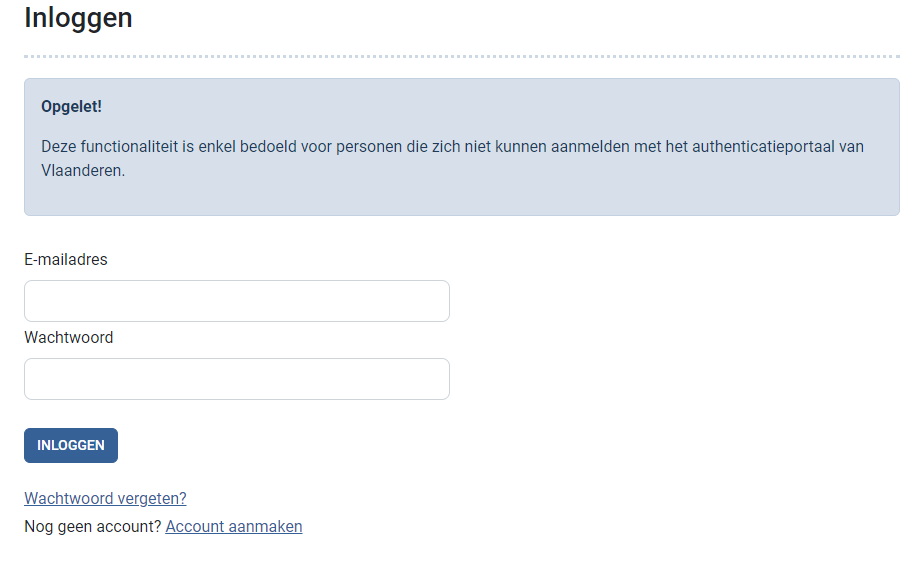 Inloggen
Opgelet!
Deze functionaliteit is enkel bedoeld voor personen die zich niet kunnen aanmelden met het authenticatieportaal van
Vlaanderen.
E-mailadres
Wachtwoord
INLOGGEN
Wachtwoord vergeten?
Nog geen account? Account aanmaken